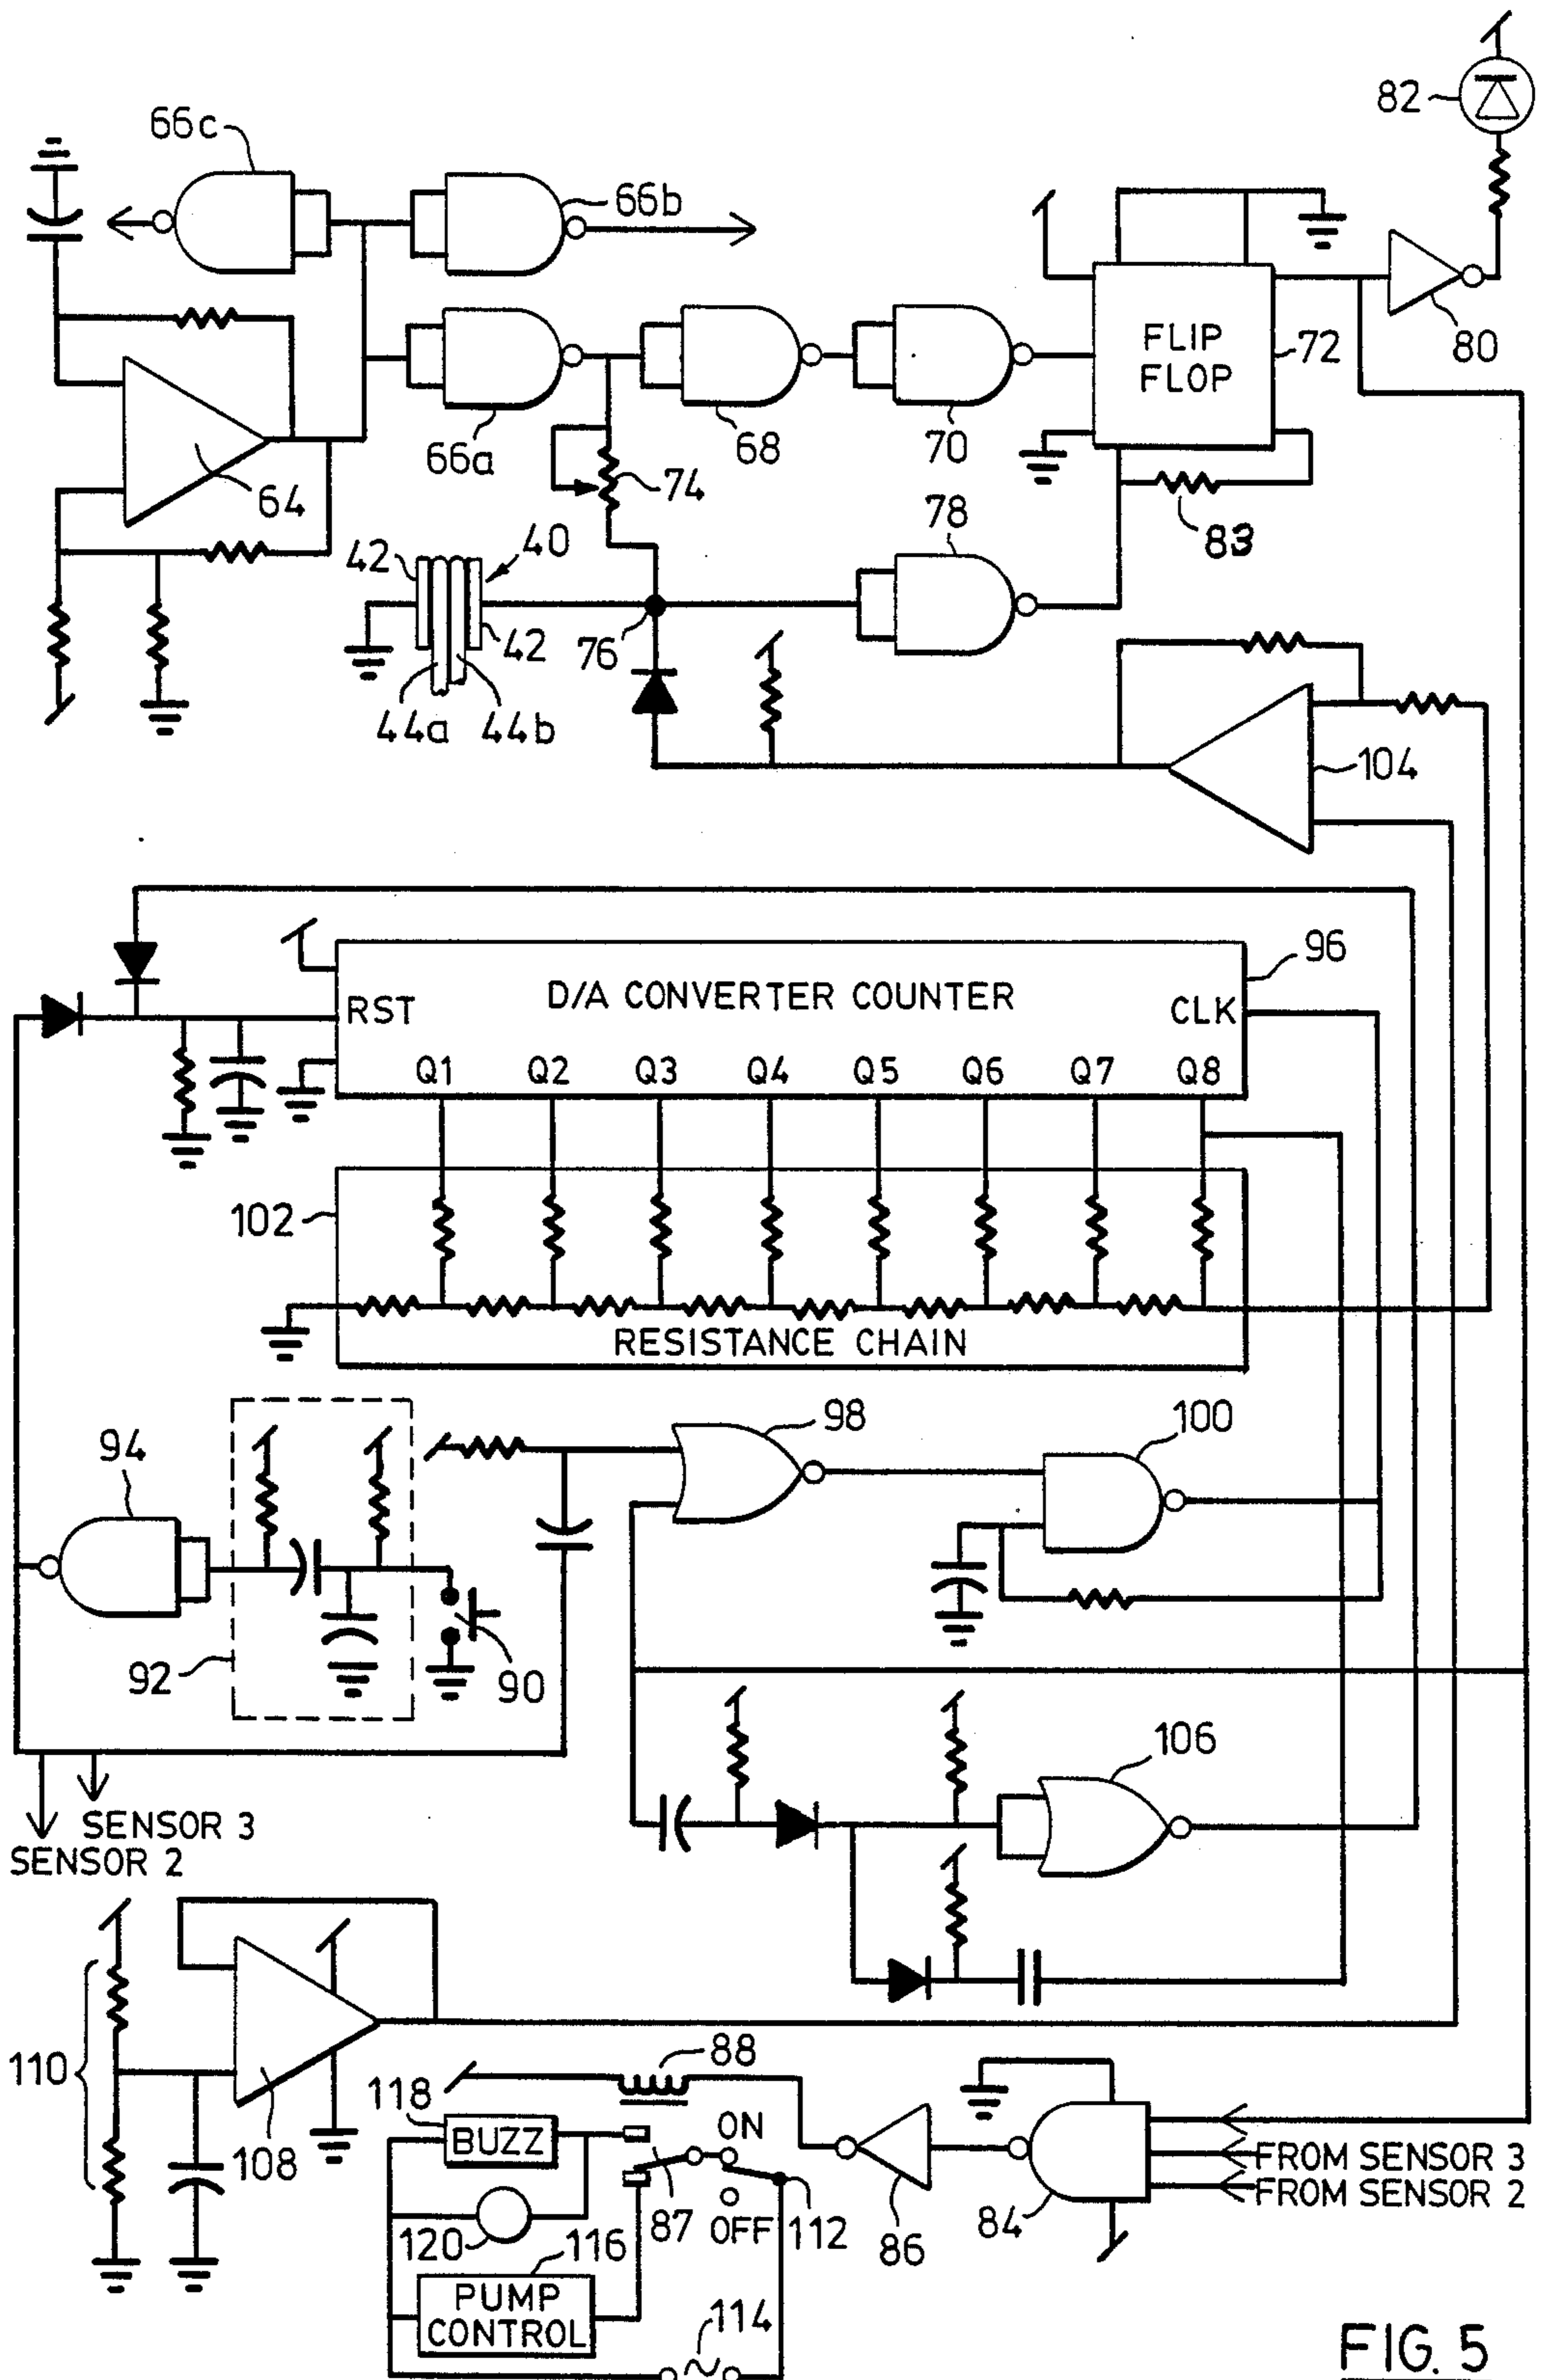 82
66c
66b
FLIP
FLOP
72
80
66a
68
70
64
74
78
83
42
40
76
42
44a
44b
104
96
D/A CONVERTER COUNTER
RST
CLK
Q1 Q2 Q3 Q4 Q5 Q6 Q7 Q8
102
RESISTANCE CHAIN
98
100
94
92
90
106
SENSOR 3
SENSOR 2
110
108
88
118
BUZZ
ON
FROM SENSOR 3
FROM SENSOR 2
87
OFF
112
86
84
120
116
PUMP
CONTROL
114
FIG. 5